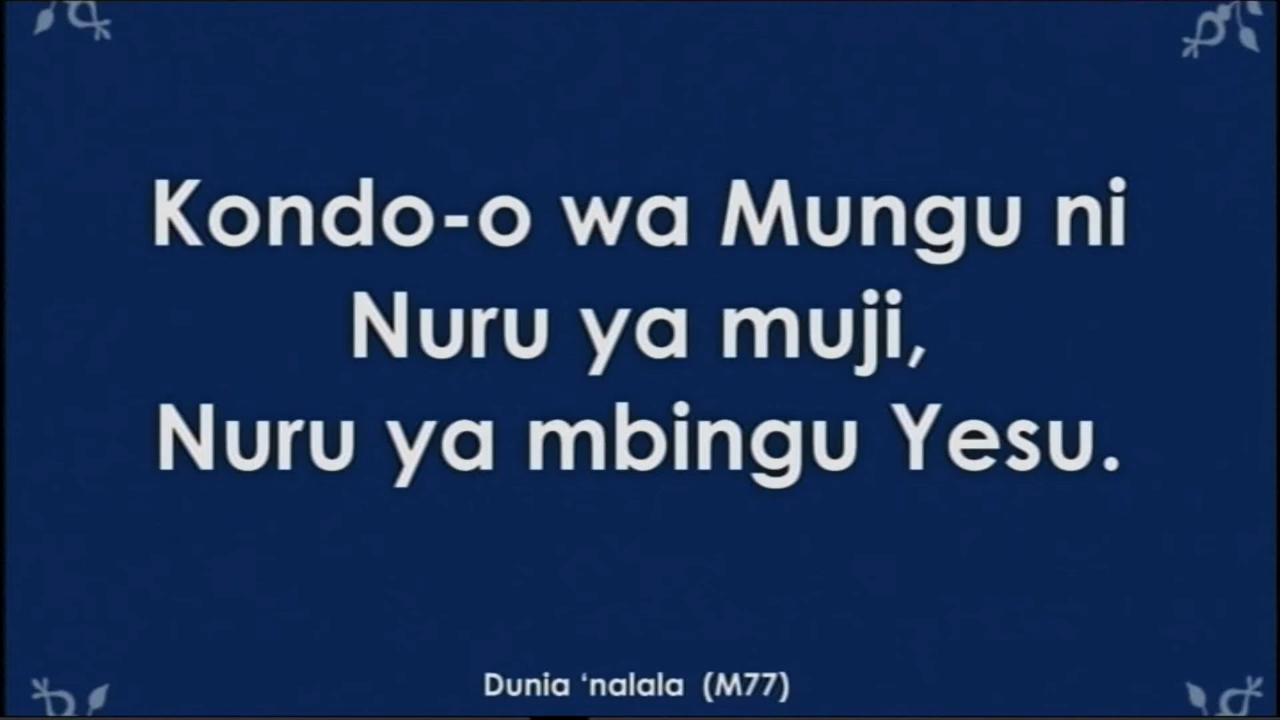 Kondo-o wa Mungu ni
Nuru ya muji,
Nuru ya mbingu Yesu.
Dunia ‘nalala (M77)